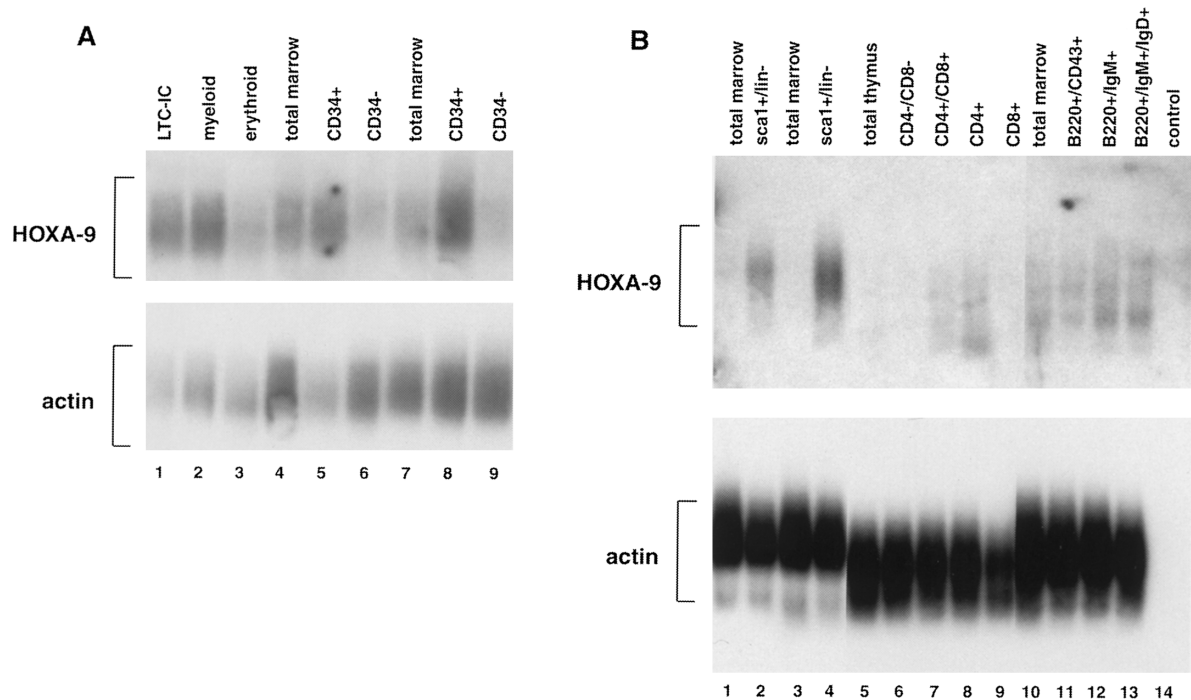 A
LTC-IC
myeloid
erythroid
total marrow
CD34+
CD34-
total marrow
CD34+
CD34-
HOXA-9
actin
1 2 3 4 5 6 7 8 9
B
total marrow
sca1+/lin-
total marrow
sca1+/lin-
total thymus
CD4-/CD8-
CD4+/CD8+
CD4+
CD8+
total marrow
B220+/CD43+
B220+/IgM+
B220+/IgM+/IgD+
control
HOXA-9
actin
1 2 3 4 5 6 7 8 9 10 11 12 13 14